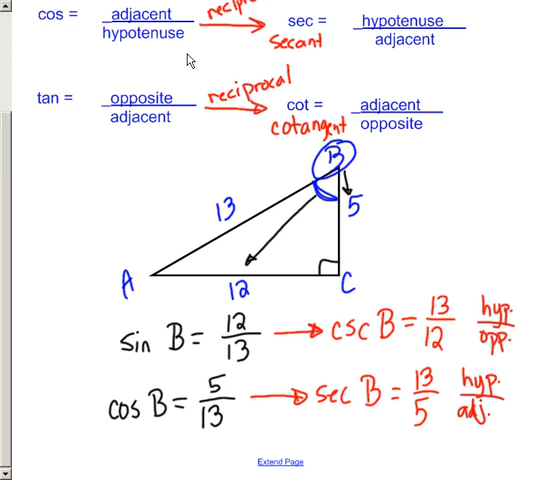 cos = adjacent / hypotenuse recipr sec = hypotenuse / adjacent
secant
tan = opposite / adjacent reciprocal cot = adjacent / opposite
cotangent
B
13
5
A
12
C
sin B = 12/13 → csc B = 13/12 hyp./opp.
cos B = 5/13 → sec B = 13/5 hyp./adj.
Extend Page